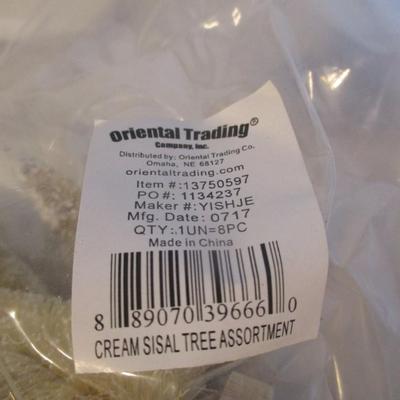 Oriental Trading®
Company, Inc.
Distributed by: Oriental Trading Co.
Omaha, NE 68127
orientaltrading.com
Item #:13750597
PO#: 1134237
Maker #:YISHJE
Mfg. Date: 0717
QTY:.1UN=8PC
Made in China
8 89070 39666 0
CREAM SISAL TREE ASSORTMENT